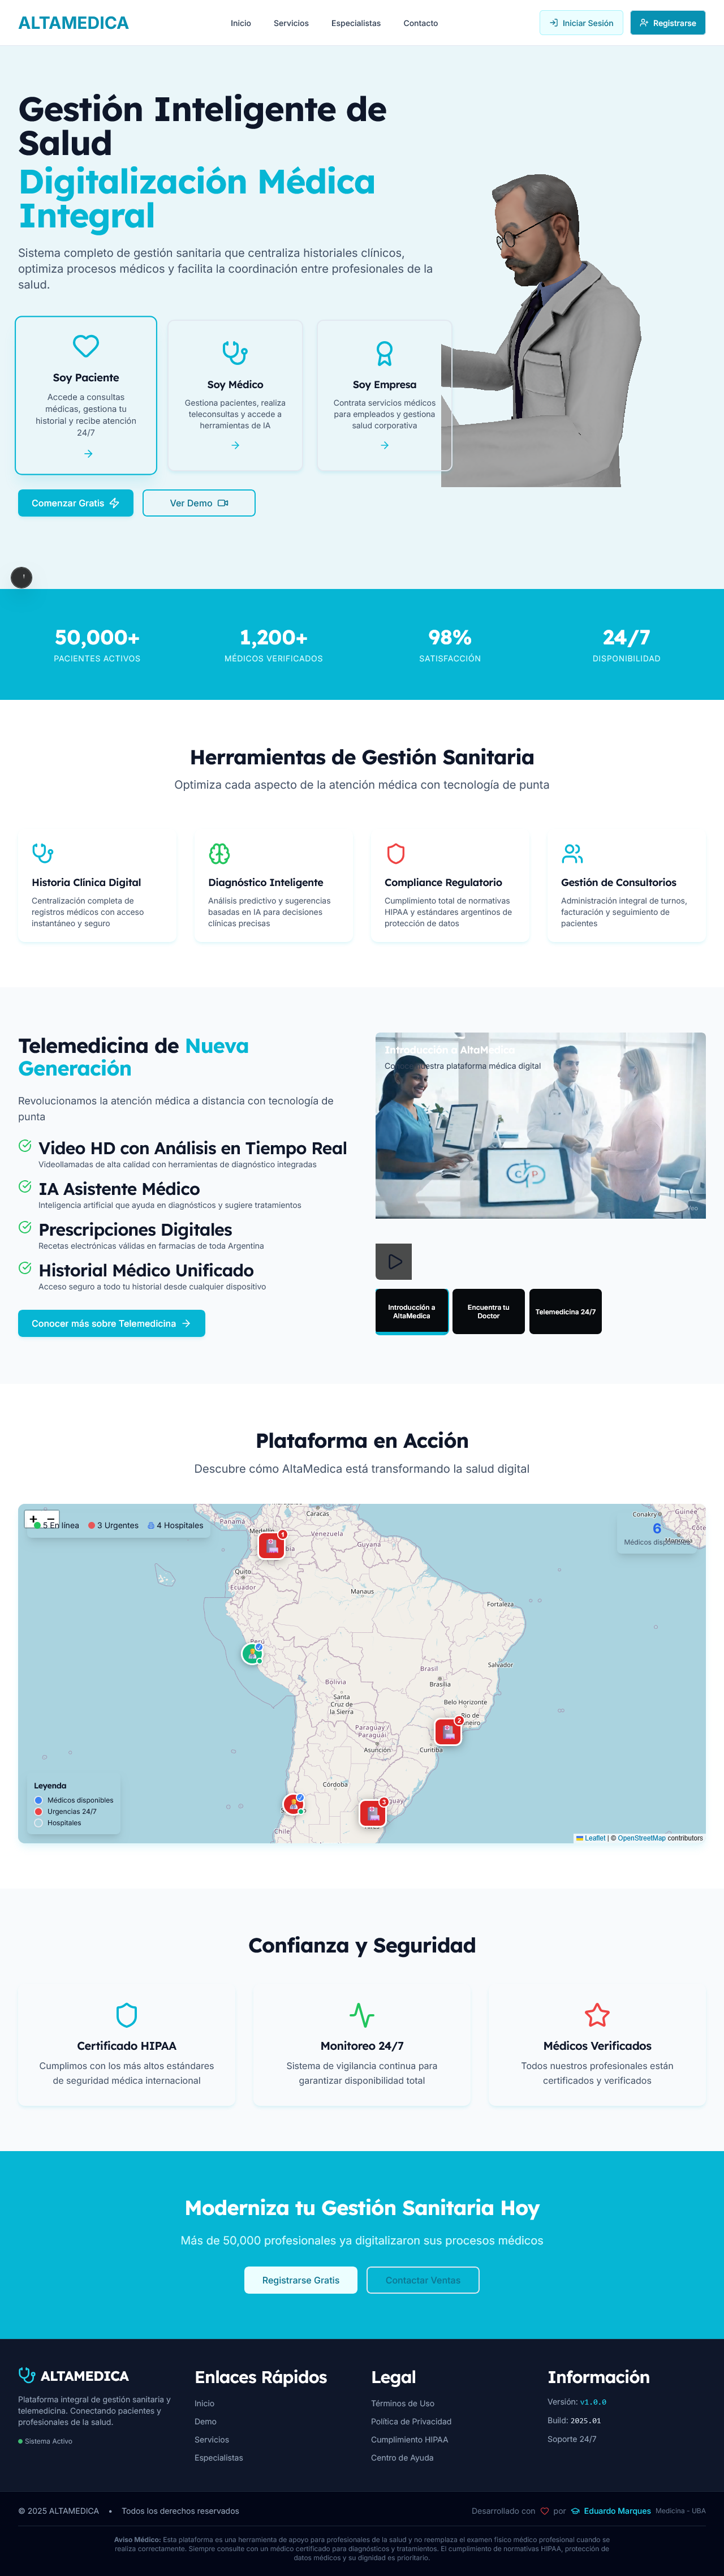 ALTAMEDICA
Inicio
Servicios
Especialistas
Contacto
Iniciar Sesión
Registrarse
Gestión Inteligente de
Salud
Digitalización Médica
Integral
Sistema completo de gestión sanitaria que centraliza historiales clínicos,
optimiza procesos médicos y facilita la coordinación entre profesionales de la
salud.
Soy Paciente
Accede a consultas
médicas, gestiona tu
historial y recibe atención
24/7
Soy Médico
Gestiona pacientes, realiza
teleconsultas y accede a
herramientas de IA
Soy Empresa
Contrata servicios médicos
para empleados y gestiona
salud corporativa
Comenzar Gratis
Ver Demo
50,000+
PACIENTES ACTIVOS
1,200+
MÉDICOS VERIFICADOS
98%
SATISFACCIÓN
24/7
DISPONIBILIDAD
Herramientas de Gestión Sanitaria
Optimiza cada aspecto de la atención médica con tecnología de punta
Historia Clínica Digital
Centralización completa de
registros médicos con acceso
instantáneo y seguro
Diagnóstico Inteligente
Análisis predictivo y sugerencias
basadas en IA para decisiones
clínicas precisas
Compliance Regulatorio
Cumplimiento total de normativas
HIPAA y estándares argentinos de
protección de datos
Gestión de Consultorios
Administración integral de turnos,
facturación y seguimiento de
pacientes
Telemedicina de Nueva
Generación
Revolucionamos la atención médica a distancia con tecnología de
punta
Video HD con Análisis en Tiempo Real
Videollamadas de alta calidad con herramientas de diagnóstico integradas
IA Asistente Médico
Inteligencia artificial que ayuda en diagnósticos y sugiere tratamientos
Prescripciones Digitales
Recetas electrónicas válidas en farmacias de toda Argentina
Historial Médico Unificado
Acceso seguro a todo tu historial desde cualquier dispositivo
Conocer más sobre Telemedicina
Introducción a AltaMedica
nuestra plataforma médica digital
Veo
Introducción a
AltaMedica
Encuentra tu
Doctor
Telemedicina 24/7
Plataforma en Acción
Descubre cómo AltaMedica está transformando la salud digital
+
−
5 En línea
3 Urgentes
4 Hospitales
6
Médicos disponibles
Panamá
Caracas
Medellín
Venezuela
Guyana
Conakry
Guinée
Côte
Quito
Ecuador
Manaus
Fortaleza
Perú
Brasil
Salvador
Bolivia
Brasília
Santa
Cruz de
la Sierra
Belo Horizonte
Rio de
Paraguay /
Paraguái
Asunción
Curitiba
Córdoba
Chile
1
2
3
Leyenda
Médicos disponibles
Urgencias 24/7
Hospitales
Leaflet | © OpenStreetMap contributors
Confianza y Seguridad
Certificado HIPAA
Cumplimos con los más altos estándares
de seguridad médica internacional
Monitoreo 24/7
Sistema de vigilancia continua para
garantizar disponibilidad total
Médicos Verificados
Todos nuestros profesionales están
certificados y verificados
Moderniza tu Gestión Sanitaria Hoy
Más de 50,000 profesionales ya digitalizaron sus procesos médicos
Registrarse Gratis
Contactar Ventas
ALTAMEDICA
Plataforma integral de gestión sanitaria y
telemedicina. Conectando pacientes y
profesionales de la salud.
Sistema Activo
Enlaces Rápidos
Inicio
Demo
Servicios
Especialistas
Legal
Términos de Uso
Política de Privacidad
Cumplimiento HIPAA
Centro de Ayuda
Información
Versión: v1.0.0
Build: 2025.01
Soporte 24/7
© 2025 ALTAMEDICA • Todos los derechos reservados
Desarrollado con por Eduardo Marques Medicina - UBA
Aviso Médico: Esta plataforma es una herramienta de apoyo para profesionales de la salud y no reemplaza el examen físico médico profesional cuando se
realiza correctamente. Siempre consulte con un médico certificado para diagnósticos y tratamientos. El cumplimiento de normativas HIPAA, protección de
datos médicos y su dignidad es prioritario.